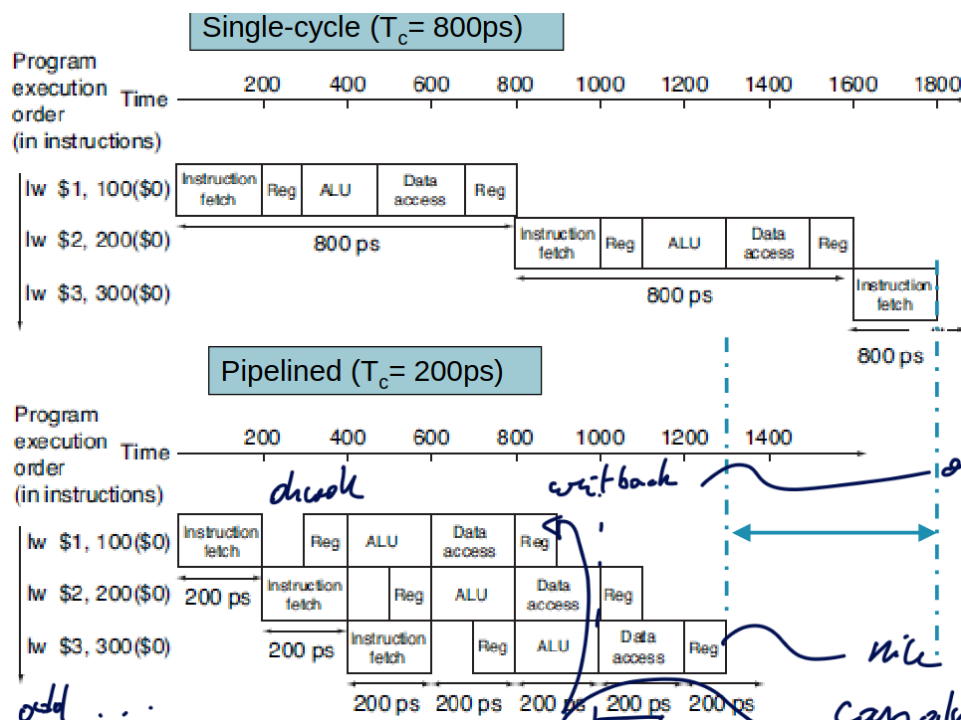 Single-cycle (Tc= 800ps)
Program
execution
order
(in instructions)
Time
200 400 600 800 1000 1200 1400 1600 1800
lw $1, 100($0)
Instruction fetch Reg ALU Data access Reg
800 ps
lw $2, 200($0)
Instruction fetch Reg ALU Data access Reg
800 ps
lw $3, 300($0)
Instruction fetch
800 ps
Pipelined (Tc= 200ps)
Program
execution
order
(in instructions)
Time
200 400 600 800 1000 1200 1400
writback
lw $1, 100($0)
Instruction fetch Reg ALU Data access Reg
lw $2, 200($0)
200 ps
Instruction fetch Reg ALU Data access Reg
lw $3, 300($0)
200 ps
Instruction fetch Reg ALU Data access Reg
200 ps 200 ps 200 ps 200 ps 200 ps
add ...